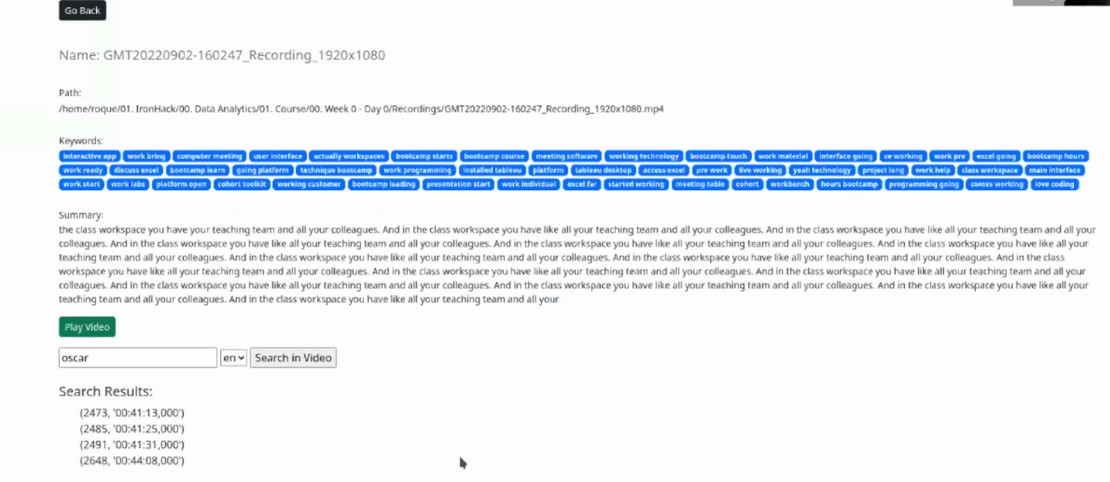 Go Back
Name: GMT20220902-160247_Recording_1920x1080
Path:
/home/roque/01. IronHack/00. Data Analytics/01. Course/00. Week 0 - Day 0/Recordings/GMT20220902-160247_Recording_1920x1080.mp4
Keywords:
interactive app work bring computer meeting user interface actually workspaces bootcamp starts bootcamp course meeting software working technology bootcamp touch work material interface going ve working work pre excel going bootcamp hours
work ready discuss excel bootcamp learn going platform technique bootcamp work programming installed tableau platform tableau desktop access excel pre work live working yeah technology project long work help class workspace main interface
work start work labs platform open cohort toolkit working customer bootcamp leading presentation start work individual excel far started working meeting table cohort workbench hours bootcamp programming going comes working love coding
Summary:
the class workspace you have your teaching team and all your colleagues. And in the class workspace you have like all your teaching team and all your colleagues. And in the class workspace you have like all your teaching team and all your
colleagues. And in the class workspace you have like all your teaching team and all your colleagues. And in the class workspace you have like all your teaching team and all your colleagues. And in the class workspace you have like all your
teaching team and all your colleagues. And in the class workspace you have like all your teaching team and all your colleagues. And in the class workspace you have like all your teaching team and all your colleagues. And in the class
workspace you have like all your teaching team and all your colleagues. And in the class workspace you have like all your teaching team and all your colleagues. And in the class workspace you have like all your teaching team and all your
colleagues. And in the class workspace you have like all your teaching team and all your colleagues. And in the class workspace you have like all your teaching team and all your colleagues. And in the class workspace you have like all your
teaching team and all your colleagues. And in the class workspace you have like all your teaching team and all your
Play Video
oscar en Search in Video
Search Results:
(2473, '00:41:13,000')
(2485, '00:41:25,000')
(2491, '00:41:31,000')
(2648, '00:44:08,000')